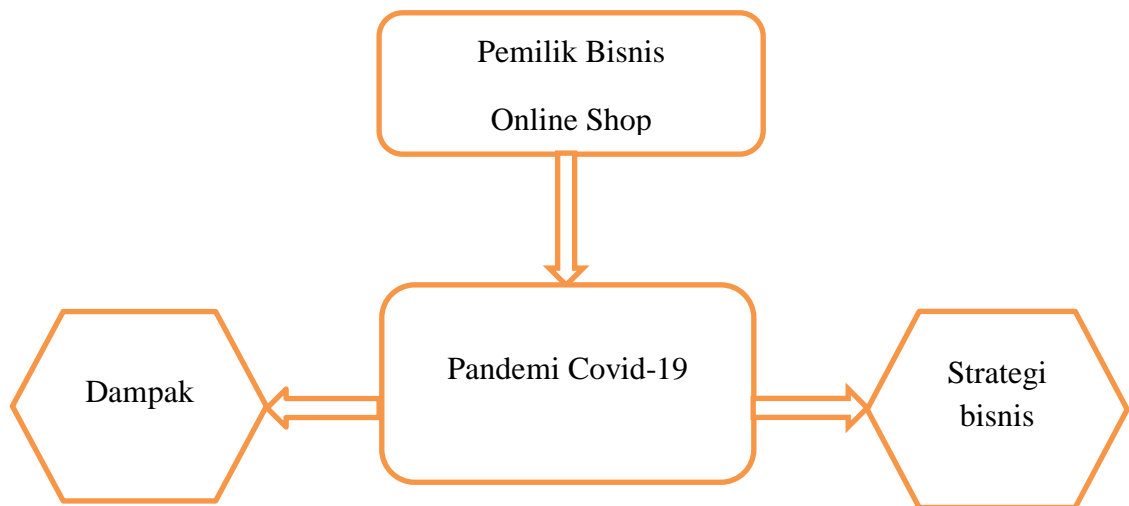 Pemilik Bisnis
Online Shop
Pandemi Covid-19
Dampak
Strategi
bisnis